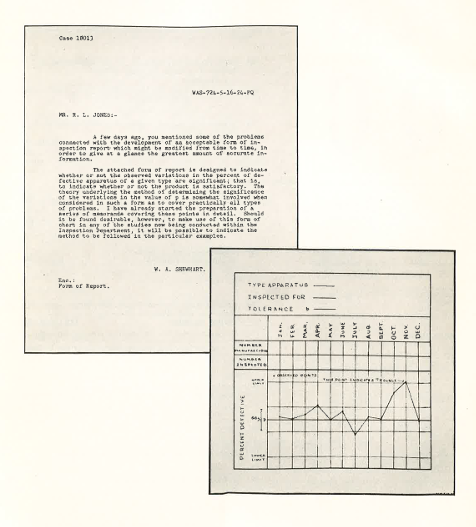 Case 18013
WAS-724-5-16-24-FQ
MR. R. L. JONES:-
A few days ago, you mentioned some of the problems
connected with the development of an acceptable form of in-
spection report which might be modified from time to time, in
order to give at a glance the greatest amount of accurate in-
formation.
The attached form of report is designed to indicate
whether or not the observed variations in the percent of de-
fective apparatus of a given type are significant; that is,
to indicate whether or not the product is satisfactory. The
theory underlying the method of determining the significance
of the variations in the value of p is somewhat involved when
considered in such a form as to cover practically all types
of problems. I have already started the preparation of a
series of memoranda covering these points in detail. Should
it be found desirable, however, to make use of this form of
chart in any of the studies now being conducted within the
Inspection Department, it will be possible to indicate the
method to be followed in the particular examples.
W. A. SHEWHART.
Enc.:
Form of Report.
TYPE APPARATUS
INSPECTED FOR
TOLERANCE
JAN. FEB. MAR. APR. MAY JUNE JULY AUG. SEPT. OCT. NOV. DEC.
NUMBER
MANUFACTURED
NUMBER
INSPECTED
OBSERVED POINTS
UPPER
LIMIT
THIS POINT INDICATES TROUBLE
PERCENT DEFECTIVE
LOWER
LIMIT